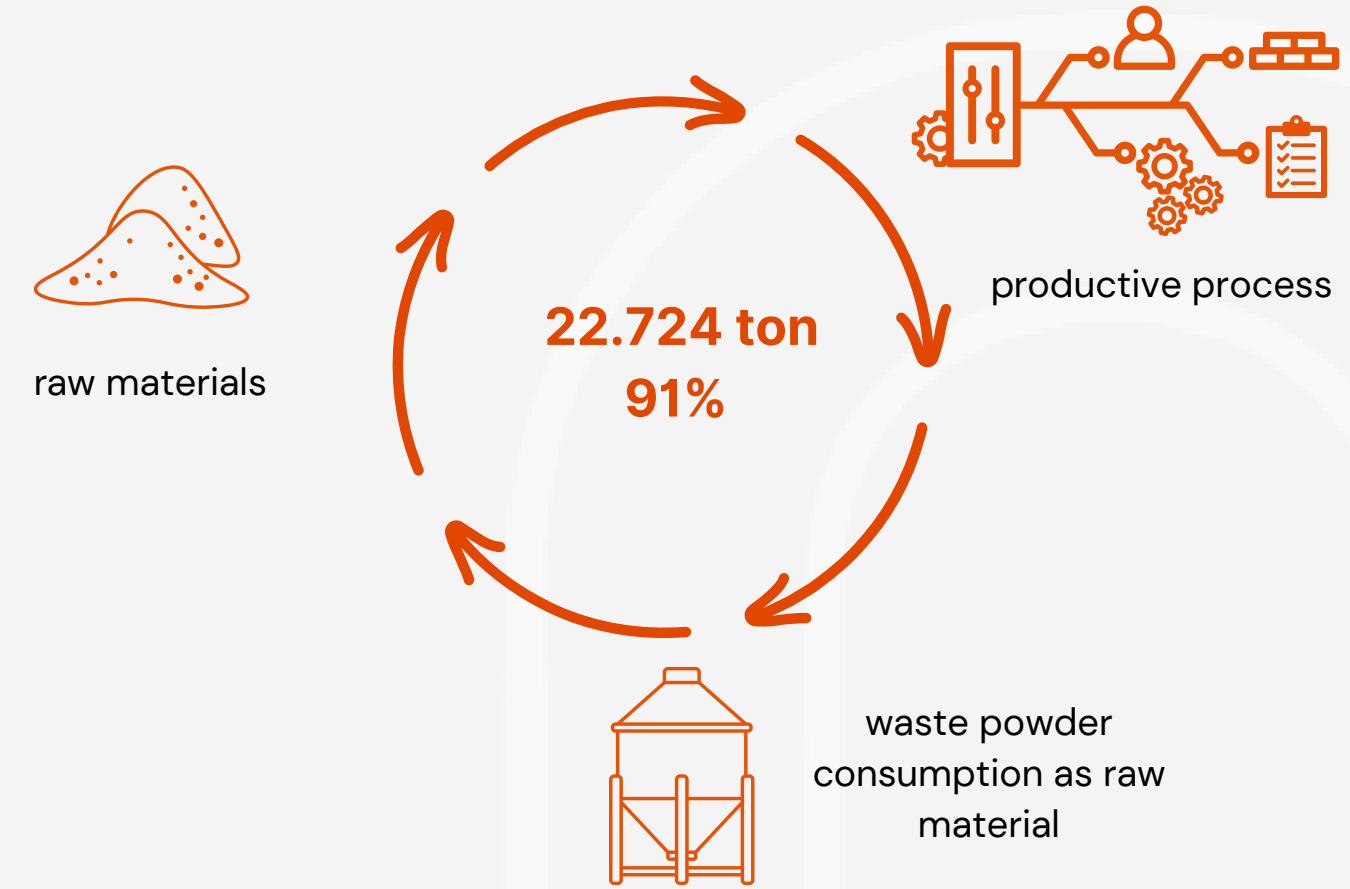 productive process
22.724 ton
91%
raw materials
waste powder
consumption as raw
material